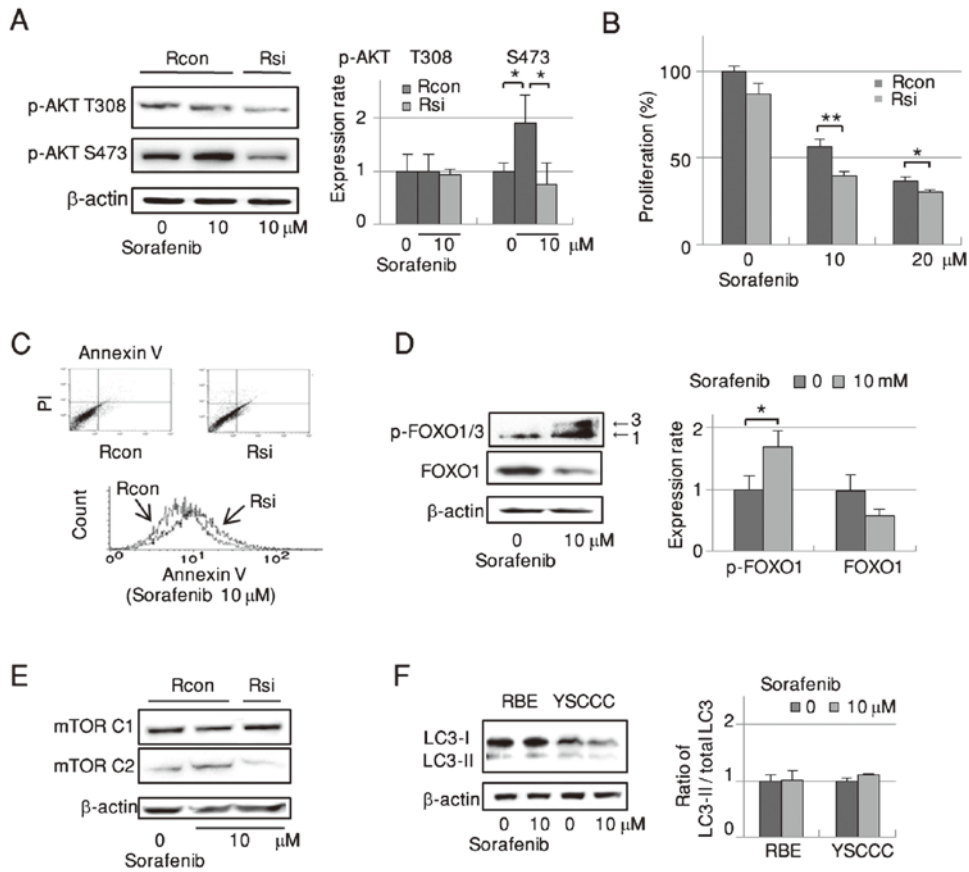 A
Rcon Rsi
p-AKT T308
p-AKT S473
β-actin
0 10 10 μM
Sorafenib
p-AKT T308 S473
Expression rate
2
1
0
* *
Rcon
Rsi
0 10 0 10 μM
Sorafenib
B
Proliferation (%)
100
50
0
Rcon
Rsi
**
*
0 10 20 μM
Sorafenib
C
Annexin V
PI
Rcon Rsi
Count
Rcon Rsi
10⁰ 10¹ 10²
Annexin V
(Sorafenib 10 μM)
D
p-FOXO1/3
←3
←1
FOXO1
β-actin
0 10 μM
Sorafenib
Sorafenib 0 10 mM
Expression rate
2
1
0
*
p-FOXO1 FOXO1
E
Rcon Rsi
mTOR C1
mTOR C2
β-actin
0 10 μM
Sorafenib
F
RBE YSCCC
LC3-I
LC3-II
β-actin
0 10 0 10 μM
Sorafenib
Sorafenib
0 10 μM
Ratio of
LC3-II / total LC3
2
1
0
RBE YSCCC